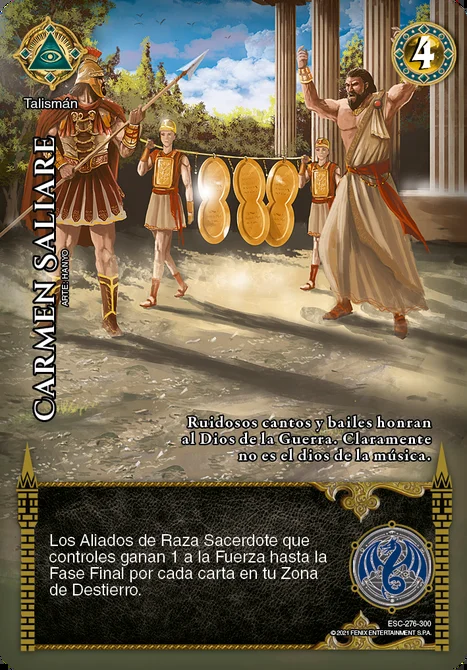 Talismán
4
CARMEN SALIARE
ARTE: HANYO
Ruidosos cantos y bailes honran
al Dios de la Guerra. Claramente
no es el dios de la música.
Los Aliados de Raza Sacerdote que
controles ganan 1 a la Fuerza hasta la
Fase Final por cada carta en tu Zona
de Destierro.
ESC-276-300
©2021 FENIX ENTERTAINMENT S.P.A.